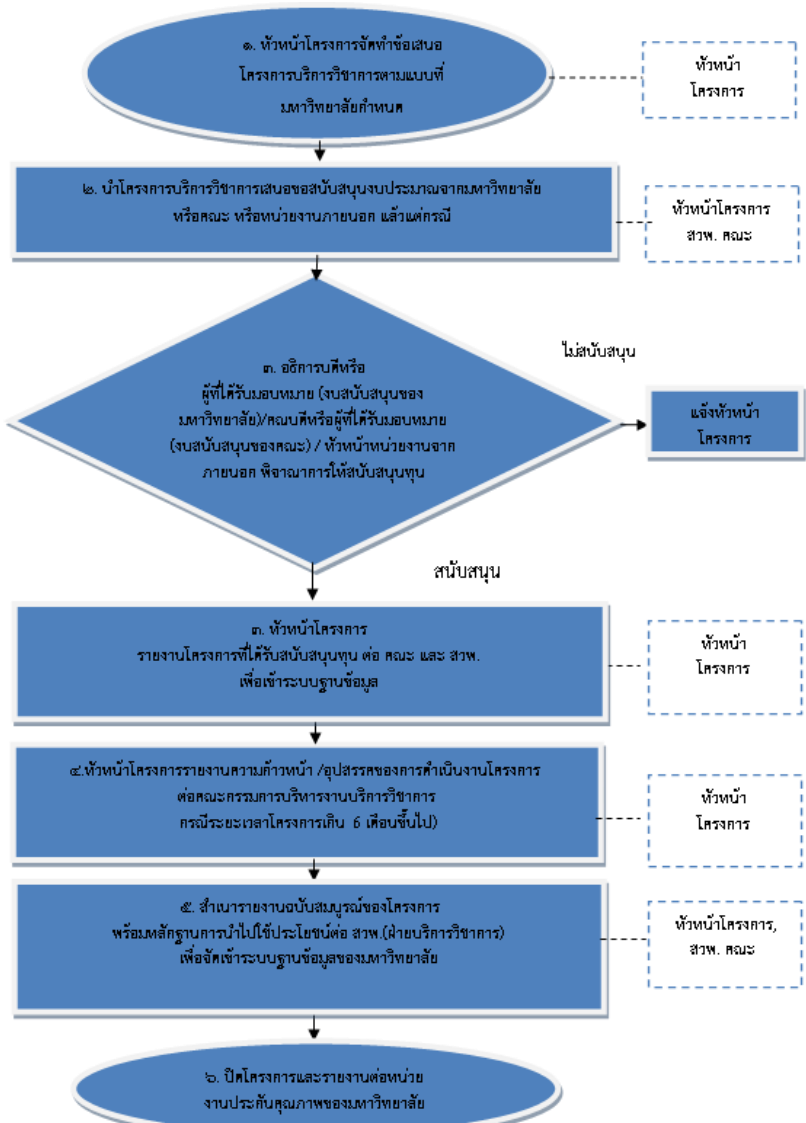 ๑. หัวหน้าโครงการจัดทำข้อเสนอ
โครงการบริการวิชาการตามแบบที่
มหาวิทยาลัยกำหนด
หัวหน้า
โครงการ
๒. นำโครงการบริการวิชาการเสนอขอสนับสนุนงบประมาณจากมหาวิทยาลัย
หรือคณะ หรือหน่วยงานภายนอก แล้วแต่กรณี
หัวหน้าโครงการ
สวพ. คณะ
๓. อธิการบดีหรือ
ผู้ที่ได้รับมอบหมาย (งบสนับสนุนของ
มหาวิทยาลัย)/คณบดีหรือผู้ที่ได้รับมอบหมาย
(งบสนับสนุนของคณะ) / หัวหน้าหน่วยงานจาก
ภายนอก พิจาณาการให้สนับสนุนทุน
ไม่สนับสนุน
แจ้งหัวหน้า
โครงการ
สนับสนุน
๓. หัวหน้าโครงการ
รายงานโครงการที่ได้รับสนับสนุนทุน ต่อ คณะ และ สวพ.
เพื่อเข้าระบบฐานข้อมูล
หัวหน้า
โครงการ
๔.หัวหน้าโครงการรายงานความก้าวหน้า /อุปสรรคของการดำเนินงานโครงการ
ต่อคณะกรรมการบริหารงานบริการวิชาการ
กรณีระยะเวลาโครงการเกิน 6 เดือนขึ้นไป)
หัวหน้า
โครงการ
๕. สำเนารายงานฉบับสมบูรณ์ของโครงการ
พร้อมหลักฐานการนำไปใช้ประโยชน์ต่อ สวพ.(ฝ่ายบริการวิชาการ)
เพื่อจัดเข้าระบบฐานข้อมูลของมหาวิทยาลัย
หัวหน้าโครงการ,
สวพ. คณะ
๖. ปิดโครงการและรายงานต่อหน่วย
งานประกันคุณภาพของมหาวิทยาลัย